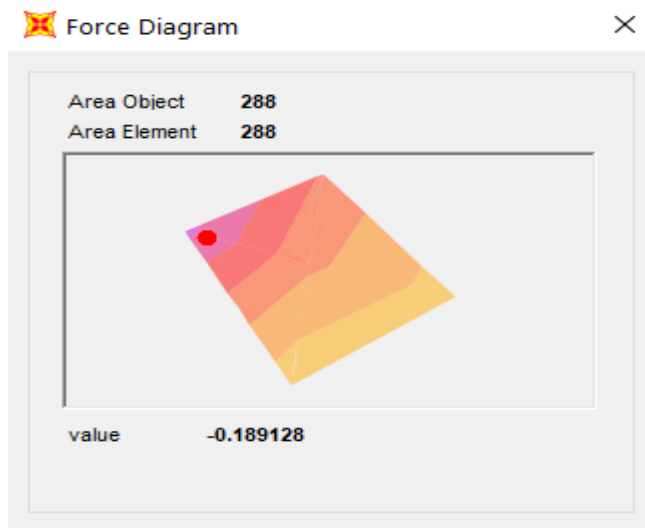 Force Diagram
Area Object 288
Area Element 288
value -0.189128